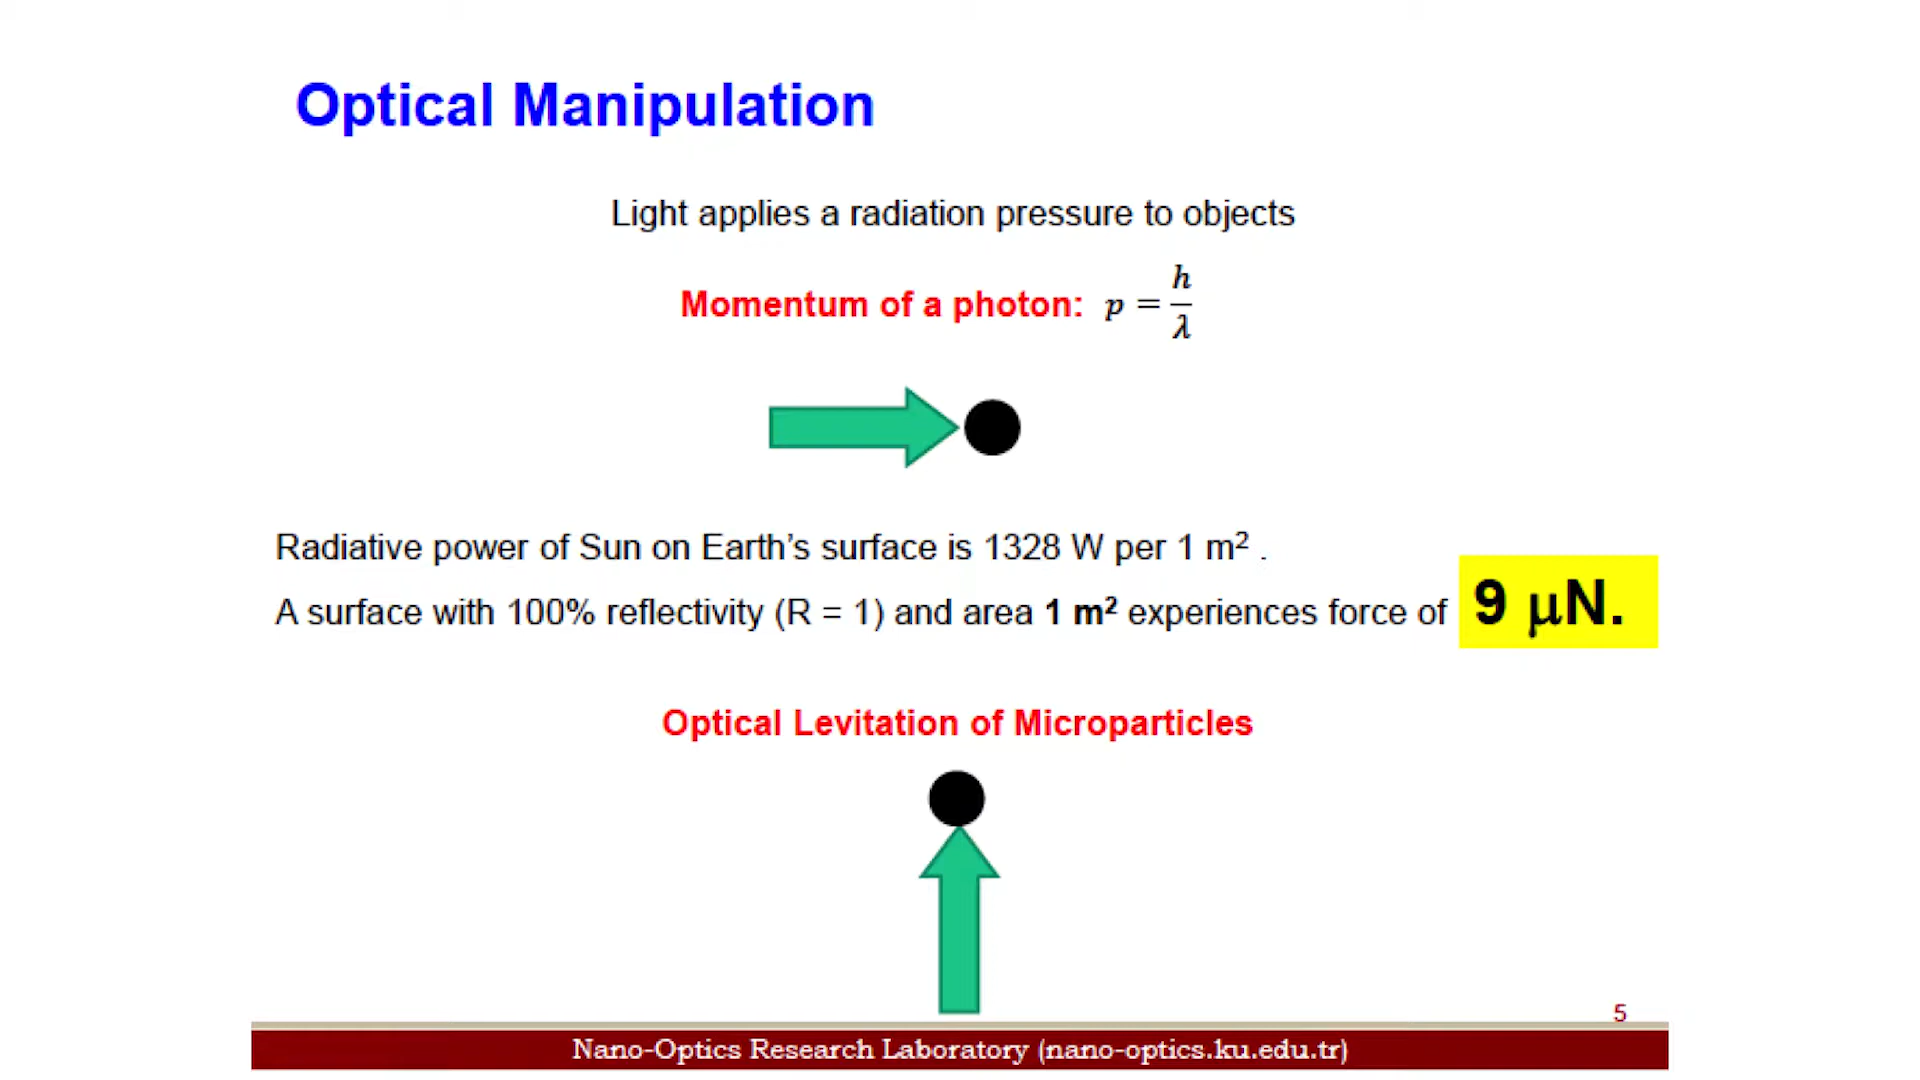 Optical Manipulation
Light applies a radiation pressure to objects
Momentum of a photon: p = h/λ
Radiative power of Sun on Earth's surface is 1328 W per 1 m² .
A surface with 100% reflectivity (R = 1) and area 1 m² experiences force of 9 μN.
Optical Levitation of Microparticles
5
Nano-Optics Research Laboratory (nano-optics.ku.edu.tr)